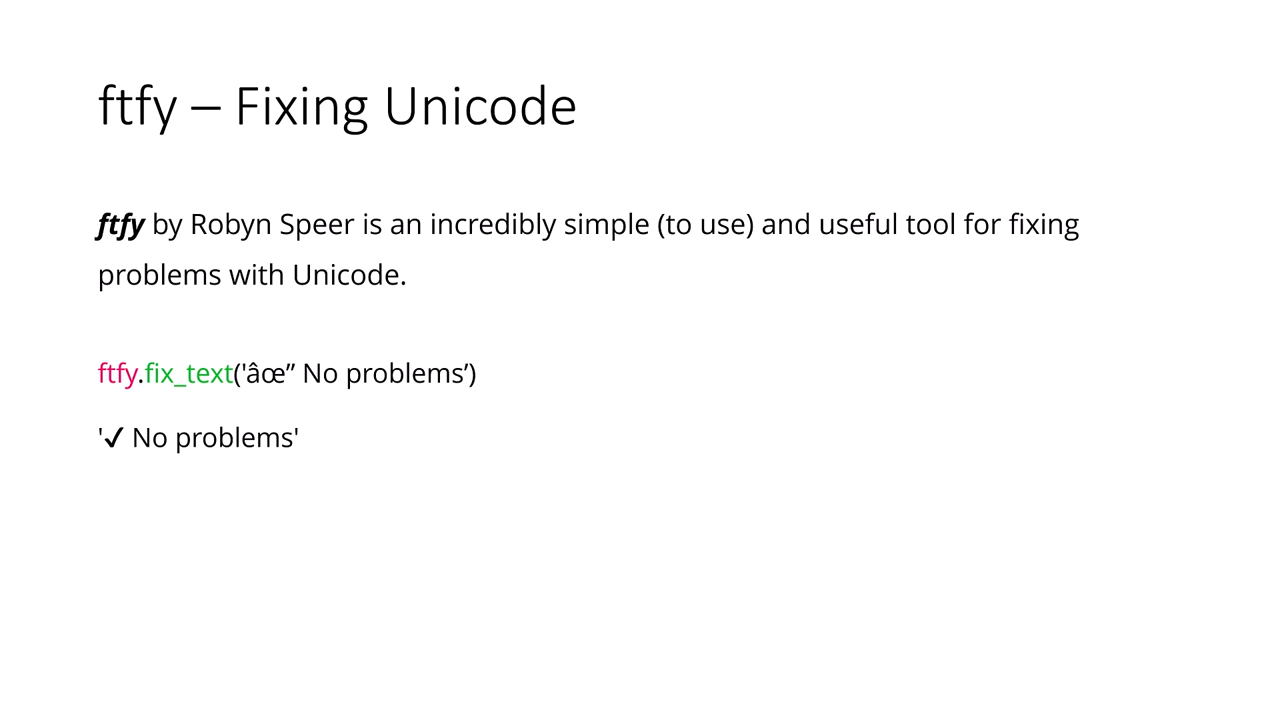 ftfy – Fixing Unicode
ftfy by Robyn Speer is an incredibly simple (to use) and useful tool for fixing
problems with Unicode.
ftfy.fix_text('âœ” No problems’)
'✔ No problems'